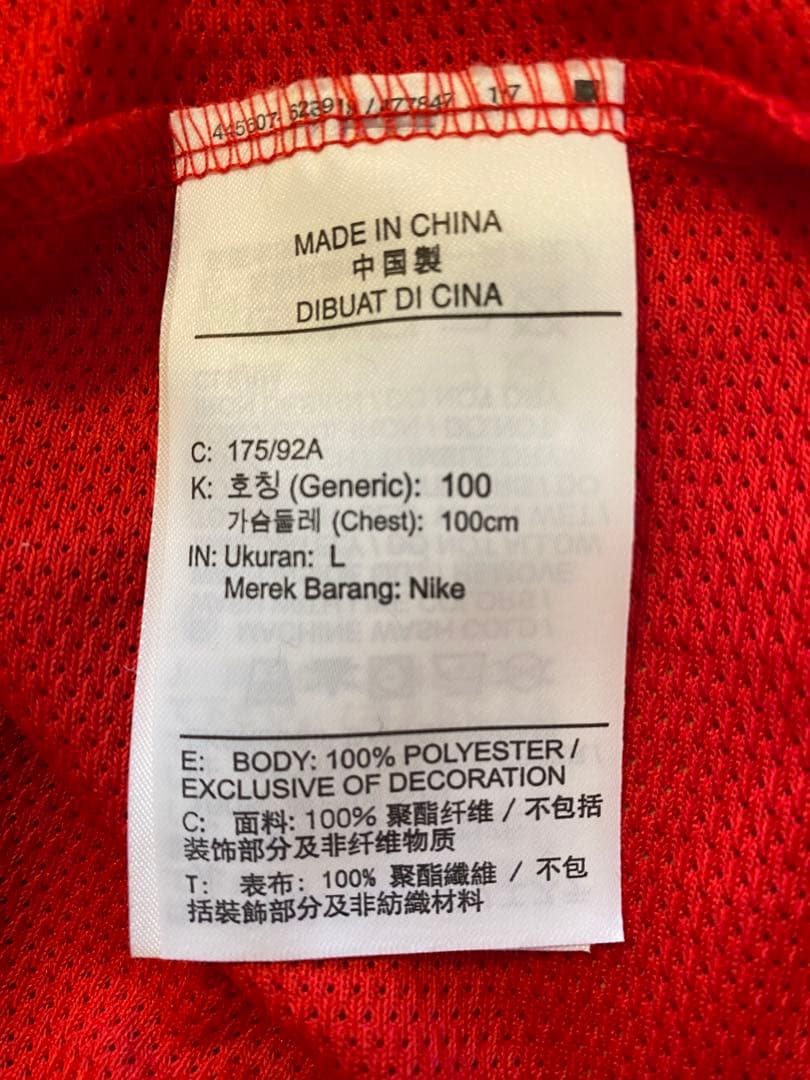 17
MADE IN CHINA
中国製
DIBUAT DI CINA
C: 175/92A
K: 호칭 (Generic): 100
가슴둘레 (Chest): 100cm
IN: Ukuran: L
Merek Barang: Nike
E: BODY: 100% POLYESTER /
EXCLUSIVE OF DECORATION
C: 面料: 100% 聚酯纤维 / 不包括
装饰部分及非纤维物质
T: 表布: 100% 聚酯纖維 / 不包
括裝飾部分及非紡織材料